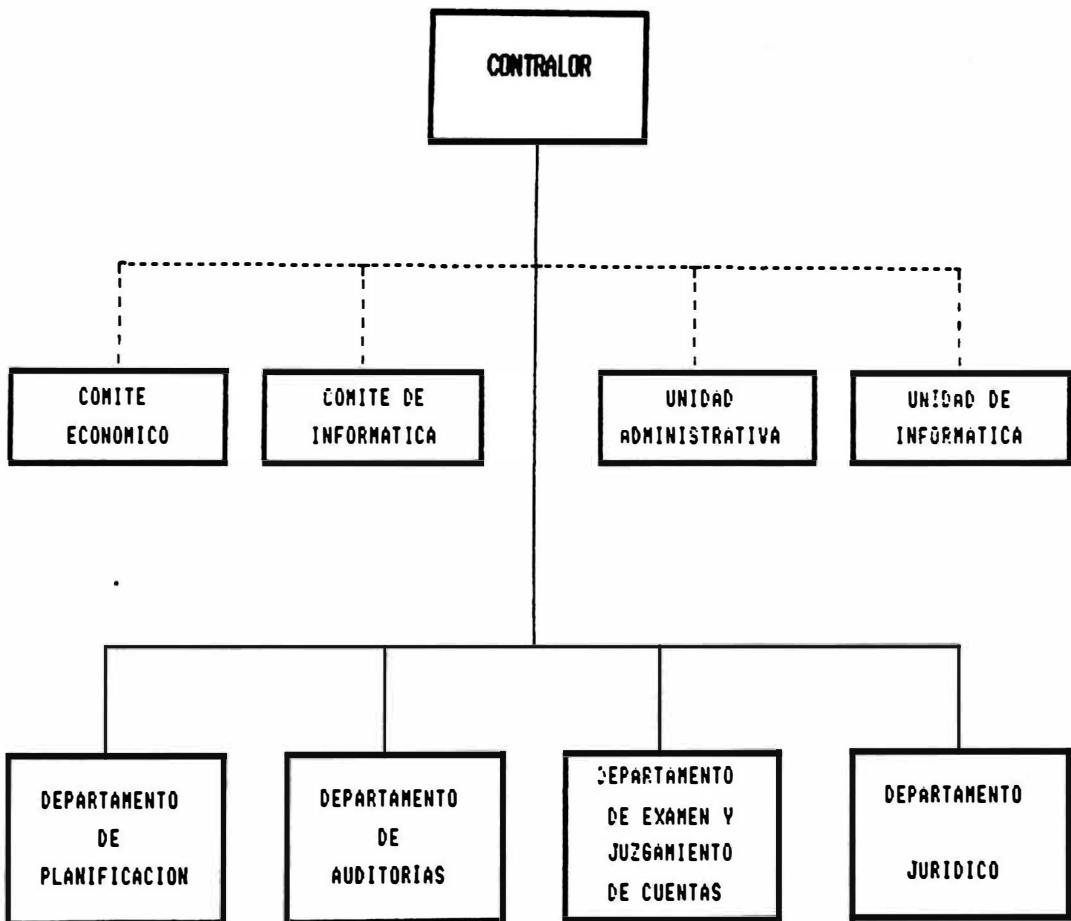 CONTRALOR
COMITE
ECONOMICO
COMITE DE
INFORMATICA
UNIDAD
ADMINISTRATIVA
UNIDAD DE
INFORMATICA
DEPARTAMENTO
DE
PLANIFICACION
DEPARTAMENTO
DE
AUDITORÍAS
DEPARTAMENTO
DE EXAMEN Y
JUZGAMIENTO
DE CUENTAS
DEPARTAMENTO
JURIDICO